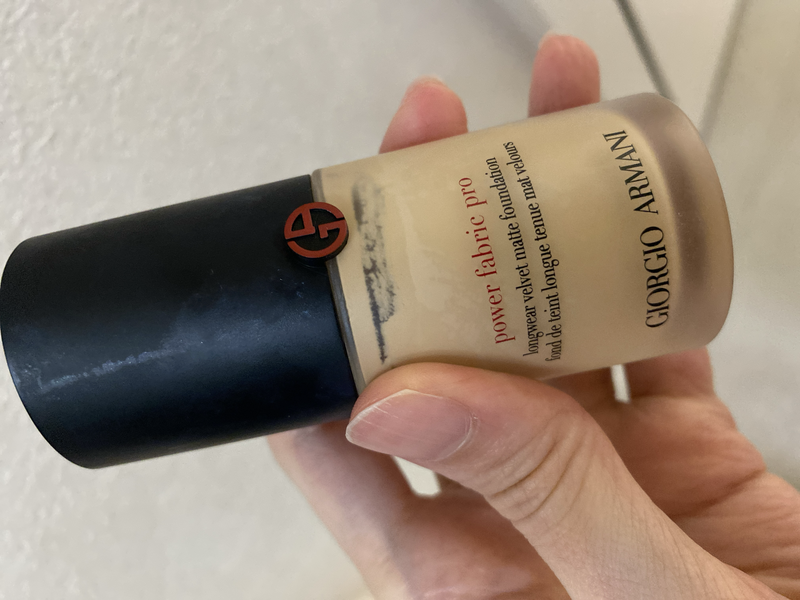 power fabric pro
longwear velvet matte foundation
fond de teint longue tenue mat velours
GIORGIO ARMANI